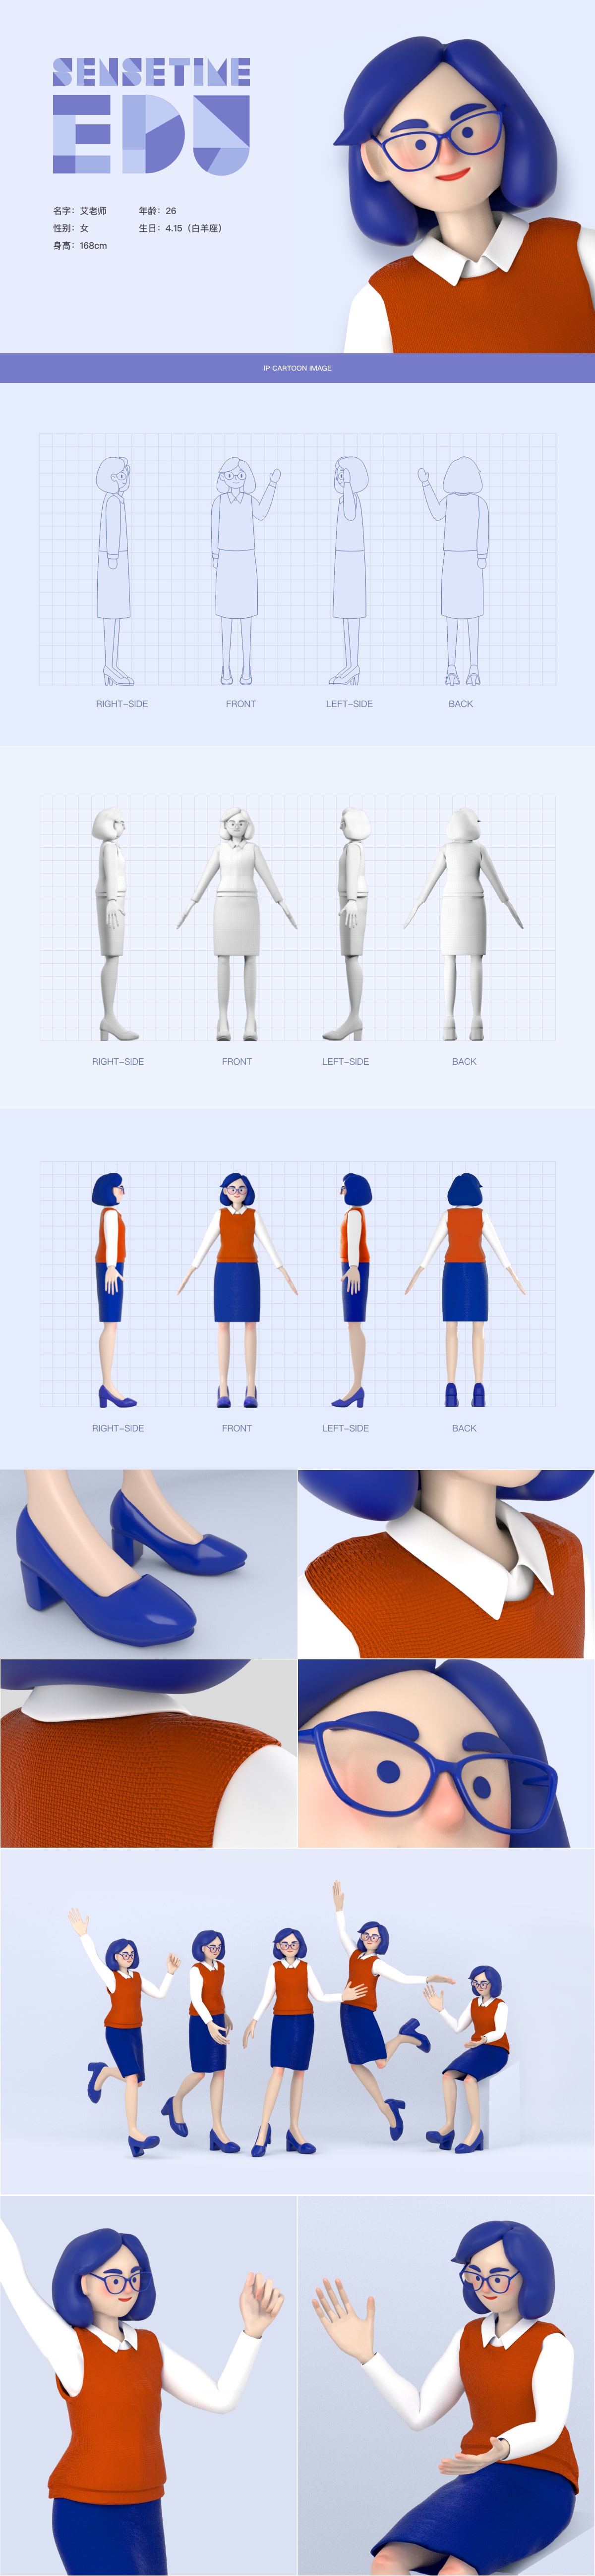 SENSETIME
EDU
名字：艾老师 年龄：26
性别：女 生日：4.15（白羊座）
身高：168cm
IP CARTOON IMAGE
RIGHT-SIDE FRONT LEFT-SIDE BACK
RIGHT-SIDE FRONT LEFT-SIDE BACK
RIGHT-SIDE FRONT LEFT-SIDE BACK